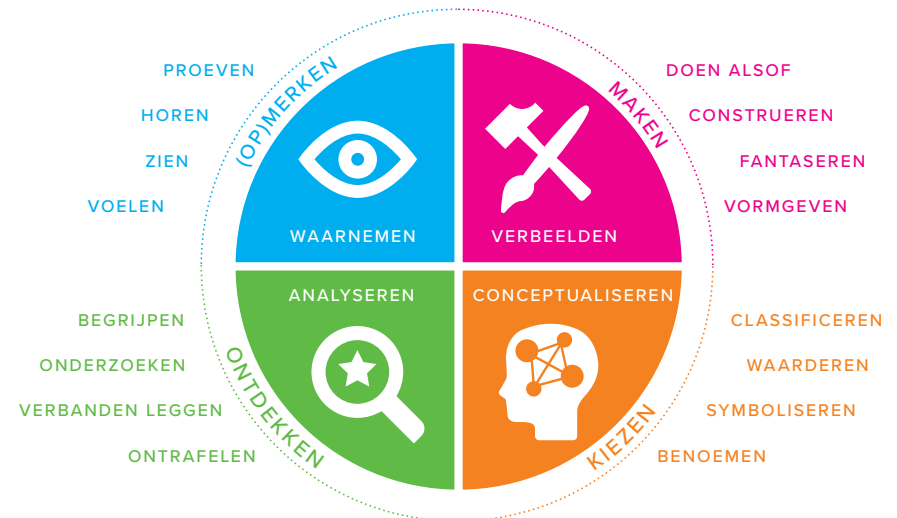 PROEVEN
HOREN
ZIEN
VOELEN
(OP)MERKEN
WAARNEMEN
MAKEN
VERBEELDEN
DOEN ALSOF
CONSTRUEREN
FANTASEREN
VORMGEVEN
BEGRIJPEN
ONDERZOEKEN
VERBANDEN LEGGEN
ONTRAFELEN
ONTDEKKEN
ANALYSEREN
CONCEPTUALISEREN
KIEZEN
CLASSIFICEREN
WAARDEREN
SYMBOLISEREN
BENOEMEN